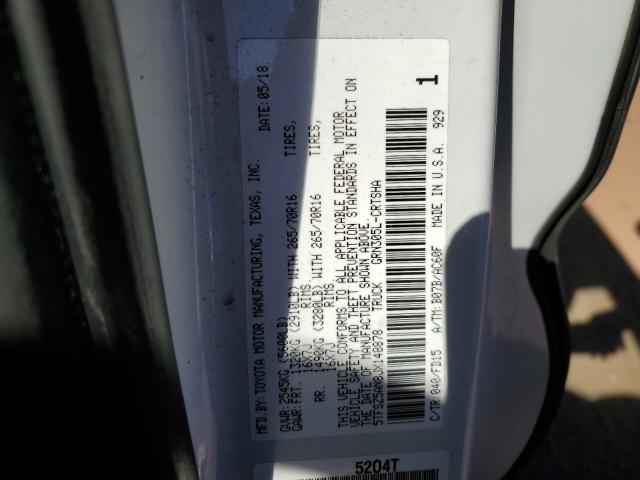 MFD.BY:TOYOTA MOTOR MANUFACTURING, TEXAS, INC. DATE:05/18
GVWR:2545KG (5600LB)
GAWR:FRT. 1320KG (2910LB) WITH 265/70R16 TIRES,
16X7J RIMS
RR. 1490KG (3280LB) WITH 265/70R16 TIRES,
16X7J RIMS.
THIS VEHICLE CONFORMS TO ALL APPLICABLE FEDERAL MOTOR
VEHICLE SAFETY AND THEFT PREVENTION STANDARDS IN EFFECT ON
THE DATE OF MANUFACTURE SHOWN ABOVE.
TRUCK GRN305L-CRTSHA
C/TR:040/FD15 A/TM:B07B/AC60F MADE IN U.S.A. 929
1
5204T